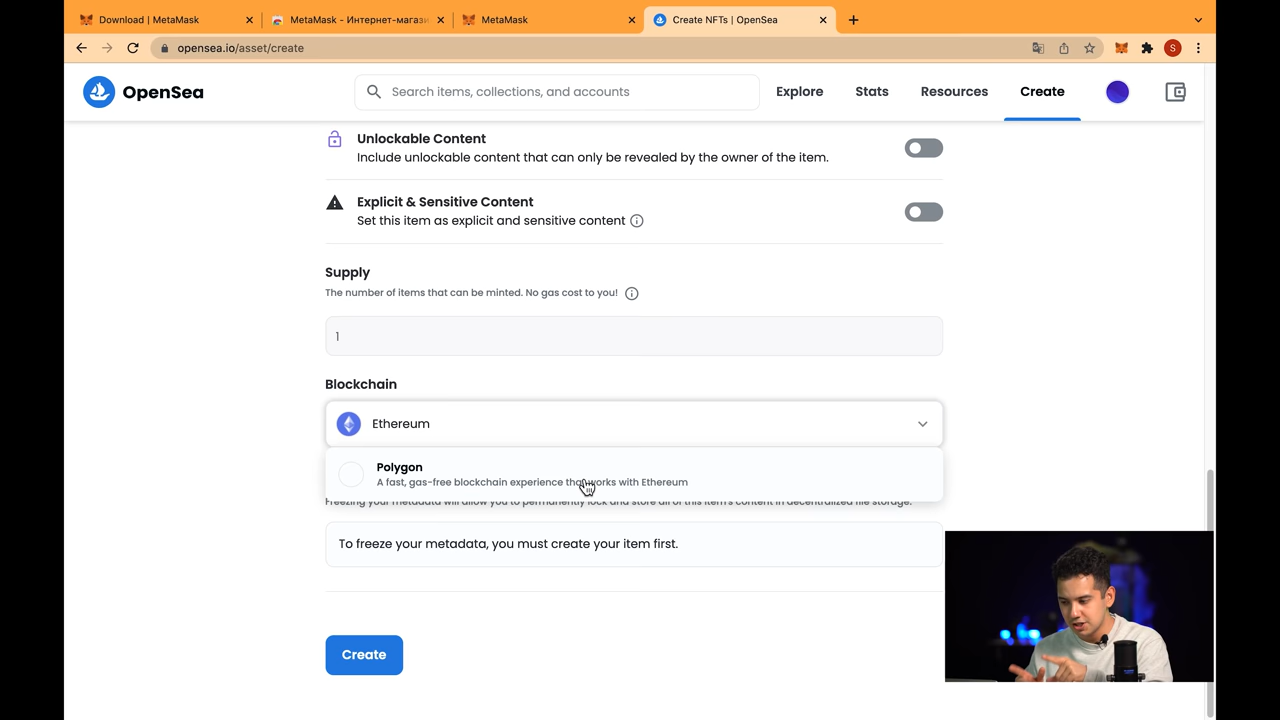 Download | MetaMask
MetaMask - Интернет-магази
MetaMask
Create NFTs | OpenSea
opensea.io/asset/create
S
OpenSea
Search items, collections, and accounts
Explore
Stats
Resources
Create
Unlockable Content
Include unlockable content that can only be revealed by the owner of the item.
Explicit & Sensitive Content
Set this item as explicit and sensitive content
Supply
The number of items that can be minted. No gas cost to you!
1
Blockchain
Ethereum
Polygon
A fast, gas-free blockchain experience that works with Ethereum
Freezing your metadata will allow you to permanently lock and store all of this item's content in decentralized file storage.
To freeze your metadata, you must create your item first.
Create